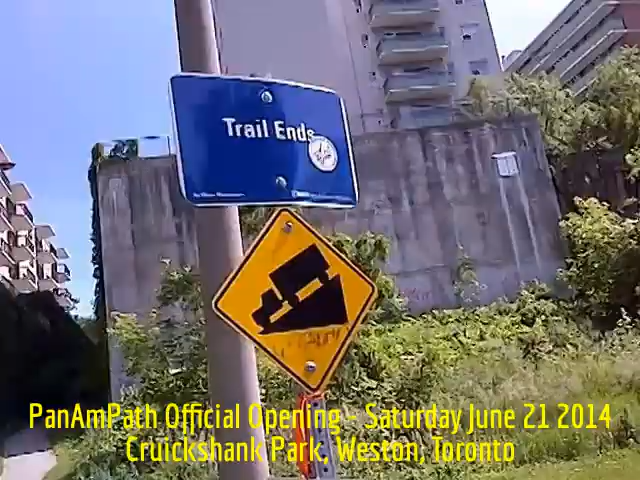 Trail Ends
PanAmPath Official Opening - Saturday June 21 2014
Cruickshank Park, Weston, Toronto